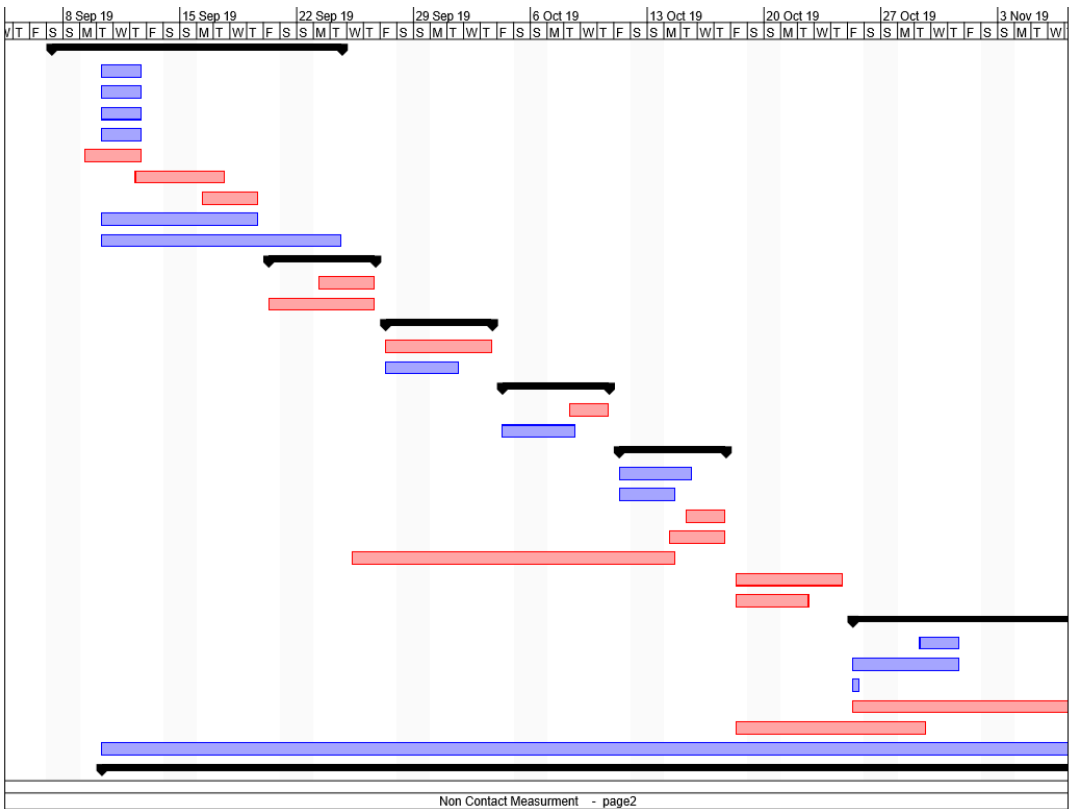 8 Sep 19 15 Sep 19 22 Sep 19 29 Sep 19 6 Oct 19 13 Oct 19 20 Oct 19 27 Oct 19 3 Nov 19
W T F S S M T W T F S S M T W T F S S M T W T F S S M T W T F S S M T W T F S S M T W T F S S M T W T F S S M T W T F S S M T W
Non Contact Measurment - page2